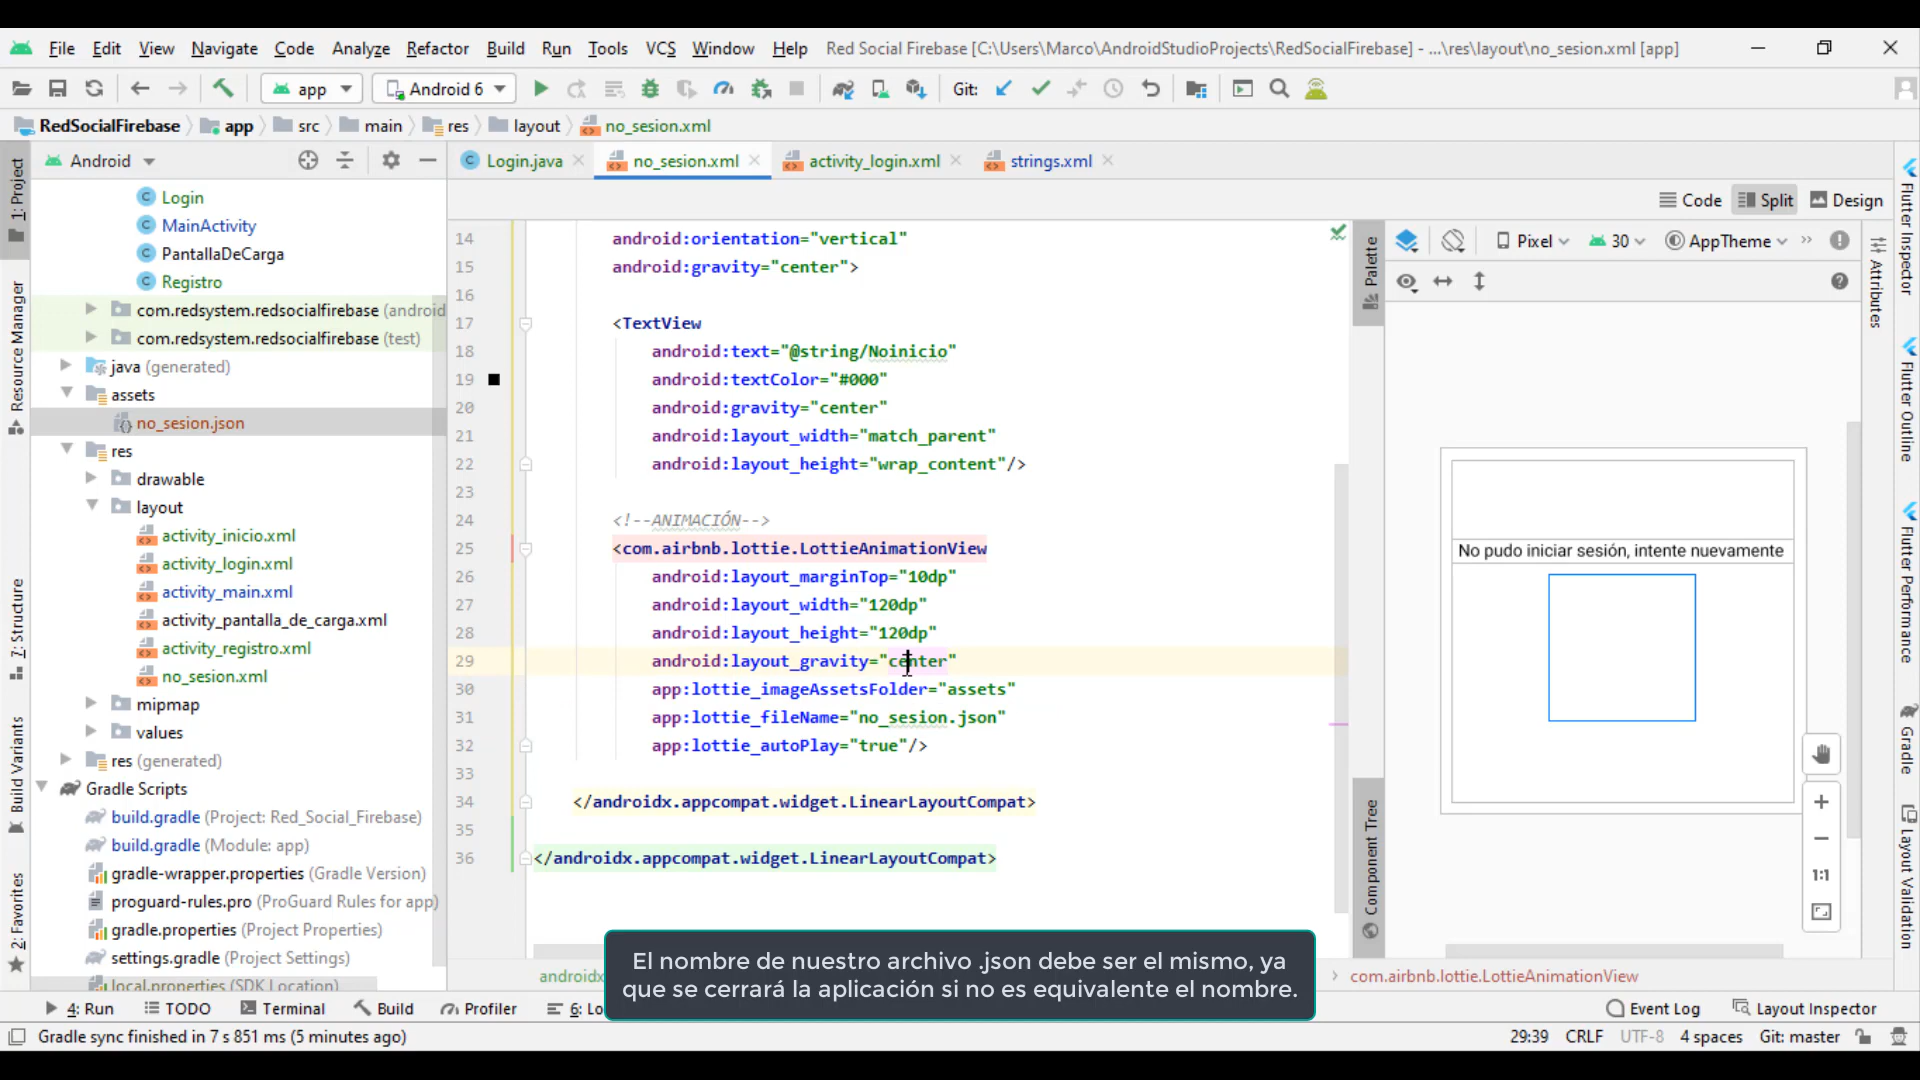 File Edit View Navigate Code Analyze Refactor Build Run Tools VCS Window Help Red Social Firebase [C:\Users\Marco\AndroidStudioProjects\RedSocialFirebase] - ...\res\layout\no_sesion.xml [app]
app Android 6 Git:
RedSocialFirebase app src main res layout no_sesion.xml
Android Login.java no_sesion.xml activity_login.xml strings.xml
Code Split Design
1: Project
Resource Manager
7: Structure
Build Variants
2: Favorites
Login
MainActivity
PantallaDeCarga
Registro
com.redsystem.redsocialfirebase (android
com.redsystem.redsocialfirebase (test)
java (generated)
assets
no_sesion.json
res
drawable
layout
activity_inicio.xml
activity_login.xml
activity_main.xml
activity_pantalla_de_carga.xml
activity_registro.xml
no_sesion.xml
mipmap
values
res (generated)
Gradle Scripts
build.gradle (Project: Red_Social_Firebase)
build.gradle (Module: app)
gradle-wrapper.properties (Gradle Version)
proguard-rules.pro (ProGuard Rules for app)
gradle.properties (Project Properties)
settings.gradle (Project Settings)
local.properties (SDK Location)
14 android:orientation="vertical"
15 android:gravity="center">
16
17 <TextView
18 android:text="@string/Noinicio"
19 android:textColor="#000"
20 android:gravity="center"
21 android:layout_width="match_parent"
22 android:layout_height="wrap_content"/>
23
24 <!--ANIMACIÓN-->
25 <com.airbnb.lottie.LottieAnimationView
26 android:layout_marginTop="10dp"
27 android:layout_width="120dp"
28 android:layout_height="120dp"
29 android:layout_gravity="center"
30 app:lottie_imageAssetsFolder="assets"
31 app:lottie_fileName="no_sesion.json"
32 app:lottie_autoPlay="true"/>
33
34 </androidx.appcompat.widget.LinearLayoutCompat>
35
36 </androidx.appcompat.widget.LinearLayoutCompat>
androidx
com.airbnb.lottie.LottieAnimationView
El nombre de nuestro archivo .json debe ser el mismo, ya
que se cerrará la aplicación si no es equivalente el nombre.
Palette
Component Tree
Pixel 30 AppTheme
No pudo iniciar sesión, intente nuevamente
1:1
Attributes
Flutter Inspector
Flutter Outline
Flutter Performance
Gradle
Layout Validation
4: Run TODO Terminal Build Profiler 6: Lo Event Log Layout Inspector
Gradle sync finished in 7 s 851 ms (5 minutes ago) 29:39 CRLF UTF-8 4 spaces Git: master